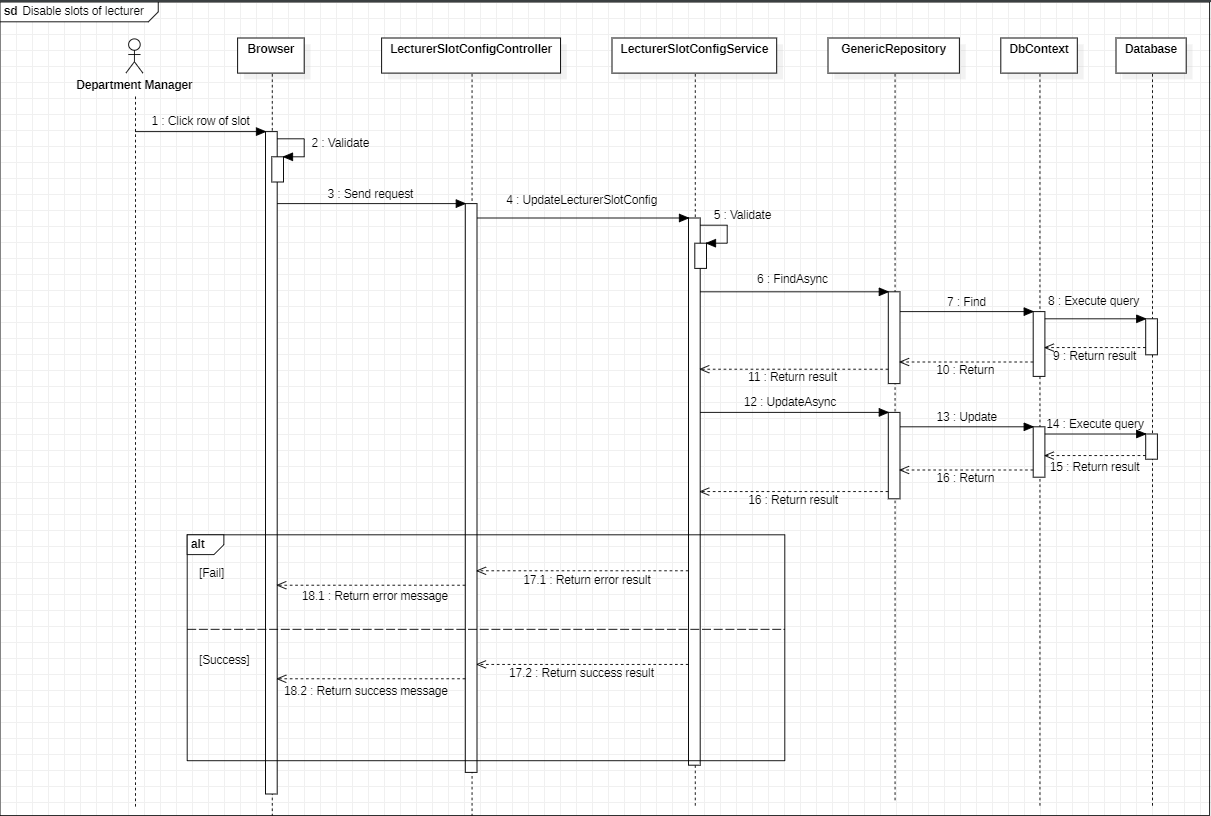 sd Disable slots of lecturer
Browser
LecturerSlotConfigController
LecturerSlotConfigService
GenericRepository
DbContext
Database
Department Manager
1 : Click row of slot
2 : Validate
3 : Send request
4 : UpdateLecturerSlotConfig
5 : Validate
6 : FindAsync
7 : Find
8 : Execute query
9 : Return result
10 : Return
11 : Return result
12 : UpdateAsync
13 : Update
14 : Execute query
15 : Return result
16 : Return
16 : Return result
alt
[Fail]
17.1 : Return error result
18.1 : Return error message
[Success]
17.2 : Return success result
18.2 : Return success message